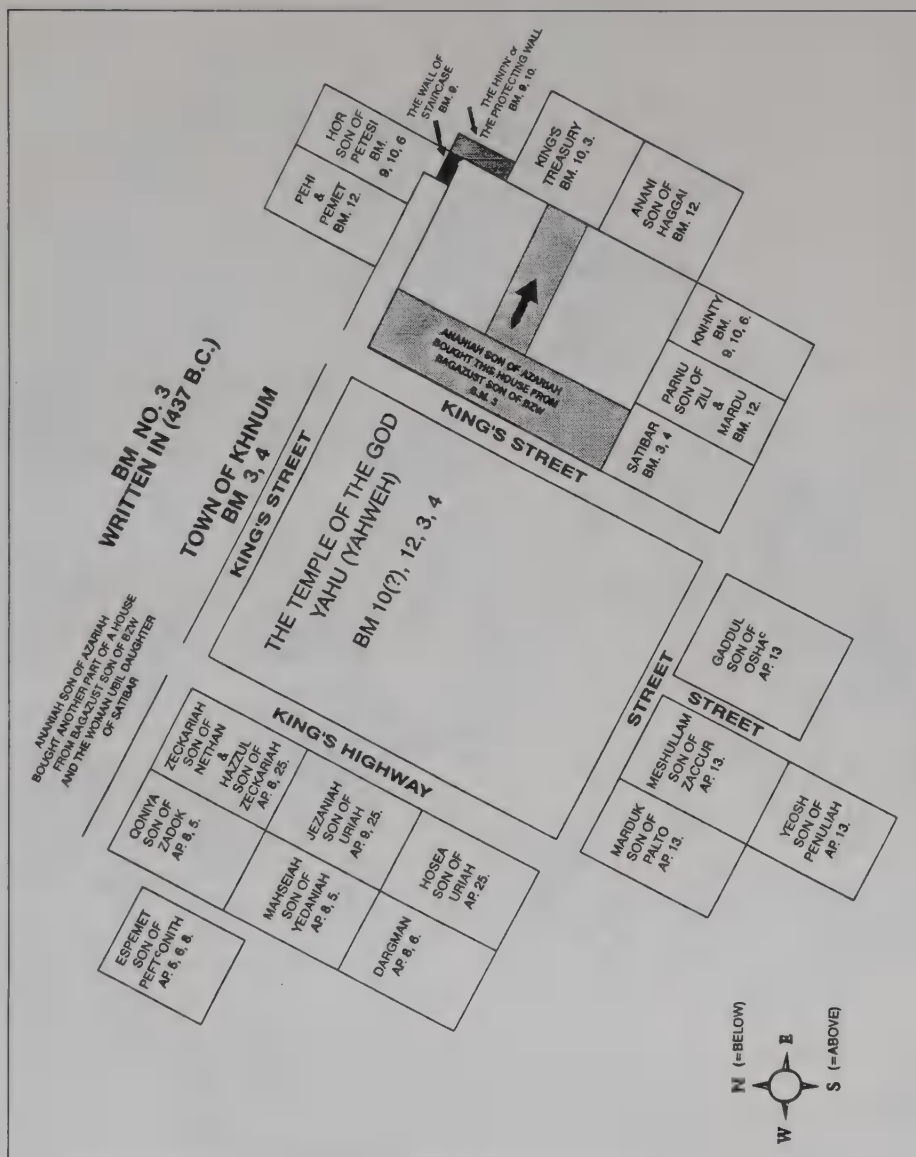 BM NO. 3
WRITTEN IN (437 B.C.)
TOWN OF KHNUM
BM 3, 4
ANANIAH SON OF AZARIAH
BOUGHT ANOTHER PART OF A HOUSE
FROM BAGAZUST SON OF BZW
AND THE WOMAN UBIL DAUGHTER
OF SATIBAR
KING'S STREET
THE WALL OF
STAIRCASE
BM. 9.
THE HNPN' or
THE PROTECTING WALL
BM. 9, 10.
HOR
SON OF
PETESI
BM.
9, 10, 6
PEHI
&
PEMET
BM. 12.
KING'S
TREASURY
BM. 10, 3.
ANANI
SON OF
HAGGAI
BM. 12.
ANANIAH SON OF AZARIAH
BOUGHT THIS HOUSE FROM
BAGAZUST SON OF BZW
B.M. 3
KING'S STREET
THE TEMPLE OF THE GOD
YAHU (YAHWEH)
BM 10(?), 12, 3, 4
KNHNTY
BM.
9, 10, 6.
PARNU
SON OF
ZILI
&
MARDU
BM. 12.
SATIBAR
BM. 3, 4
KING'S HIGHWAY
ZECKARIAH
SON OF
NETHAN
&
HAZZUL
SON OF
ZECKARIAH
AP. 8, 25.
QONIYA
SON OF
ZADOK
AP. 8, 5.
JEZANIAH
SON OF
URIAH
AP. 9, 25.
MAHSEIAH
SON OF
YEDANIAH
AP. 8, 5.
HOSEA
SON OF
URIAH
AP. 25.
DARGMAN
AP. 8, 6.
ESPEMET
SON OF
PEFTᶜONITH
AP. 5, 6, 8.
STREET
STREET
GADDUL
SON OF
OSHAᶜ
AP. 13
MESHULLAM
SON OF
ZACCUR
AP. 13.
MARDUK
SON OF
PALTO
AP. 13.
YEOSH
SON OF
PENULIAH
AP. 13.
N (=BELOW)
W
E
S (=ABOVE)